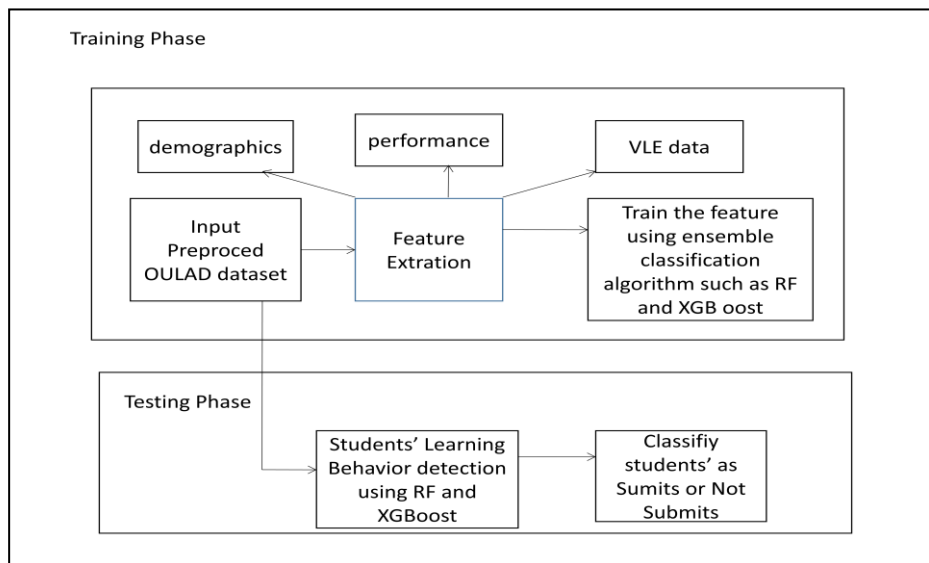 Training Phase
demographics
performance
VLE data
Input
Preproced
OULAD dataset
Feature
Extration
Train the feature
using ensemble
classification
algorithm such as RF
and XGB oost
Testing Phase
Students’ Learning
Behavior detection
using RF and
XGBoost
Classifiy
students’ as
Sumits or Not
Submits